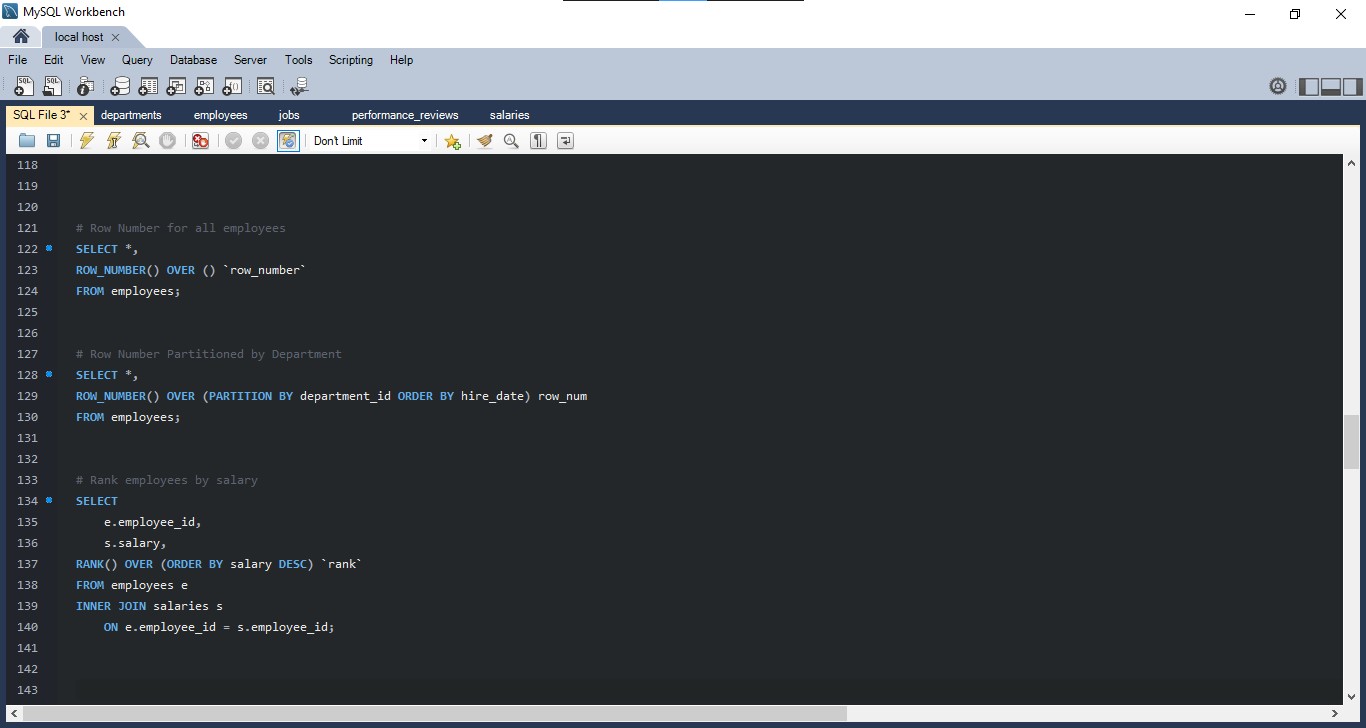 MySQL Workbench
local host
File Edit View Query Database Server Tools Scripting Help
SQL File 3* departments employees jobs performance_reviews salaries
Don't Limit
118
119
120
121 # Row Number for all employees
122 SELECT *,
123 ROW_NUMBER() OVER () `row_number`
124 FROM employees;
125
126
127 # Row Number Partitioned by Department
128 SELECT *,
129 ROW_NUMBER() OVER (PARTITION BY department_id ORDER BY hire_date) row_num
130 FROM employees;
131
132
133 # Rank employees by salary
134 SELECT
135 e.employee_id,
136 s.salary,
137 RANK() OVER (ORDER BY salary DESC) `rank`
138 FROM employees e
139 INNER JOIN salaries s
140 ON e.employee_id = s.employee_id;
141
142
143